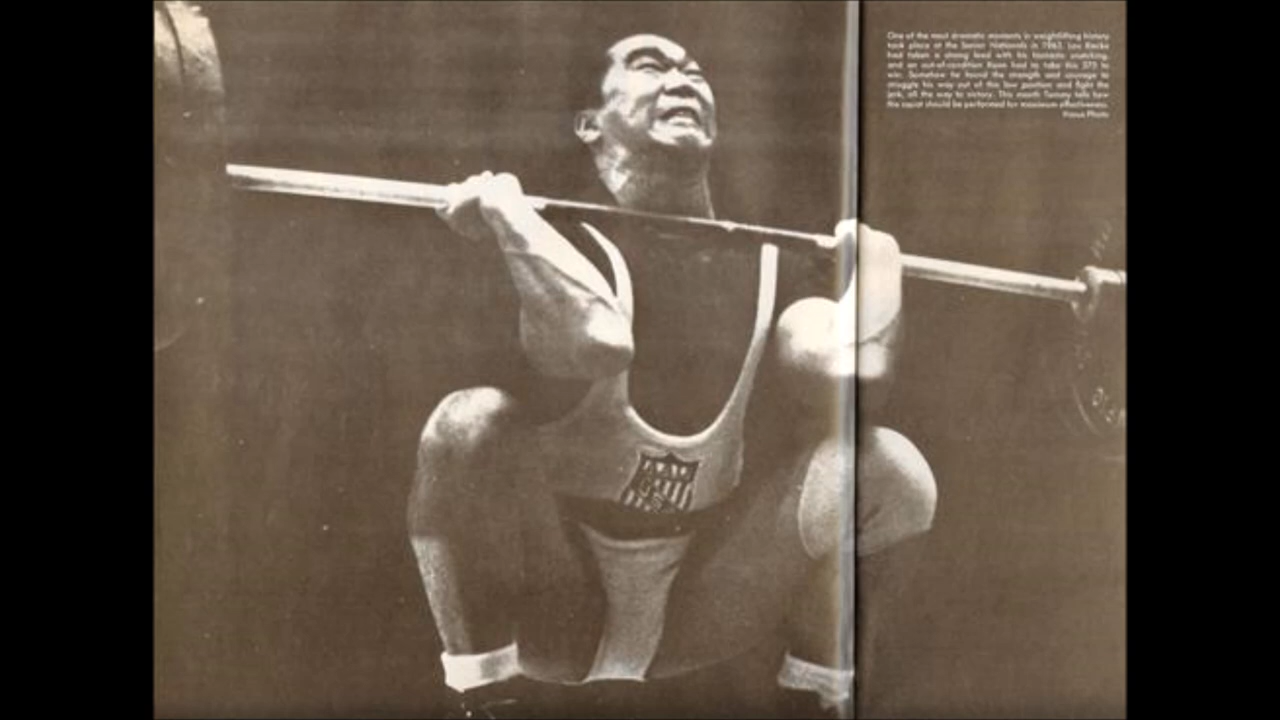 One of the most dramatic moments in weightlifting history
took place at the Senior Nationals in 1963. Lou Riecke
had taken a strong lead with his fantastic snatching,
and an out-of-condition Kono had to take this 375 to
win. Somehow he found the strength and courage to
struggle his way out of this low position and fight the
jerk, all the way to victory. This month Tommy tells how
the squat should be performed for maximum effectiveness.
Photo
AAU